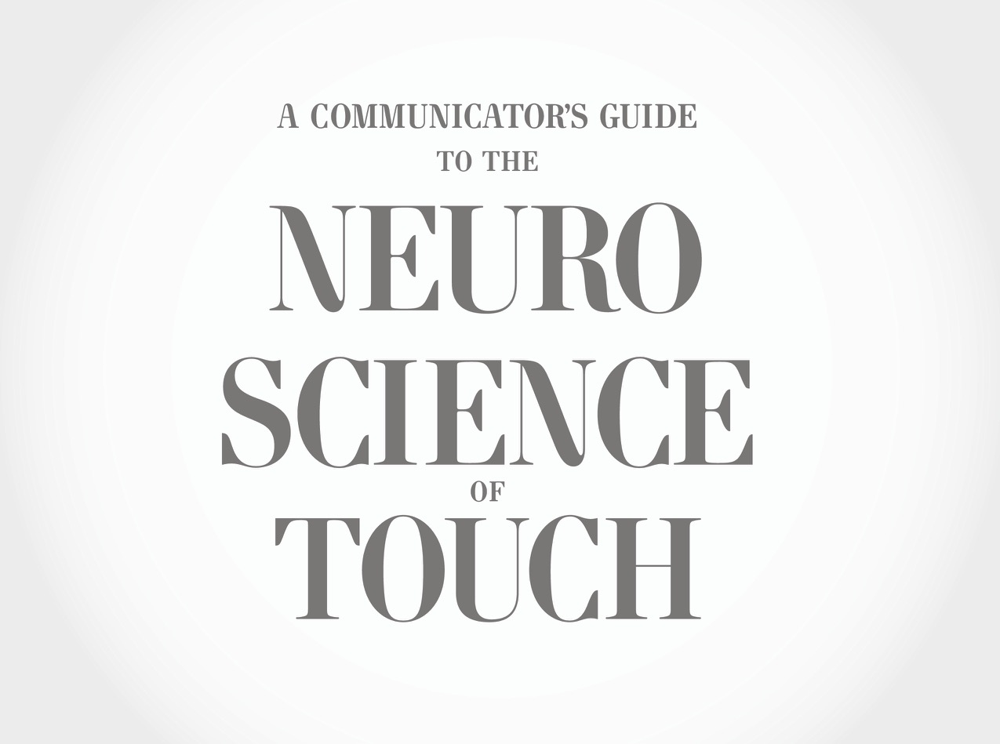 A COMMUNICATOR’S GUIDE
TO THE
NEURO
SCIENCE
OF
TOUCH